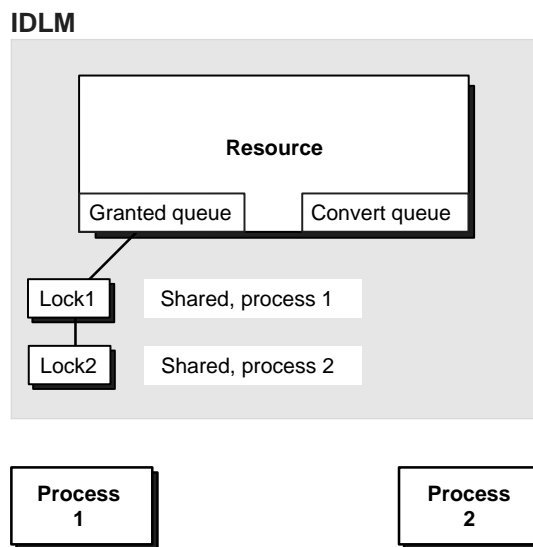 IDLM
Resource
Granted queue
Convert queue
Lock1
Shared, process 1
Lock2
Shared, process 2
Process
1
Process
2